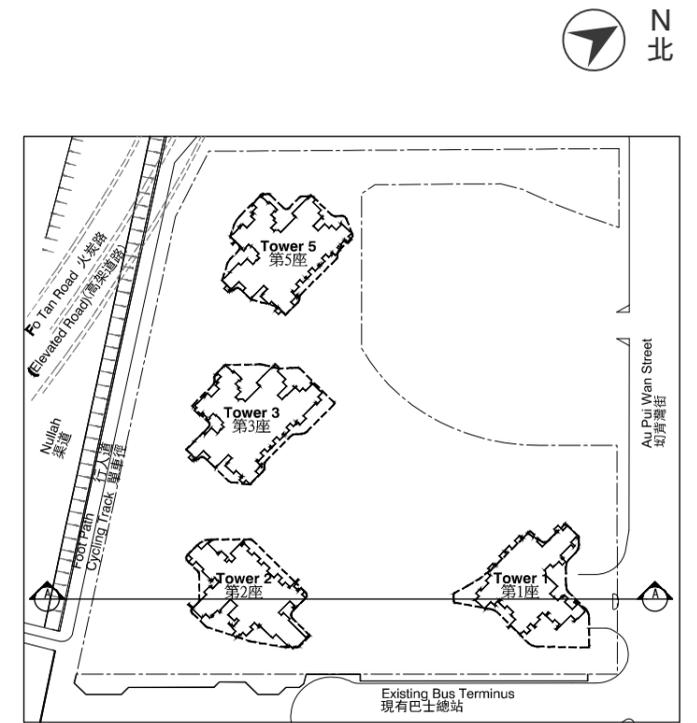 N
北
Tower 5
第5座
Fo Tan Road 火炭路
(Elevated Road)(高架道路)
Tower 3
第3座
Au Pui Wan Street
坳背灣街
Nullah
渠道
Foot Path 行人道
Cycling Track 單車徑
Tower 2
第2座
Tower 1
第1座
A
A
Existing Bus Terminus
現有巴士總站